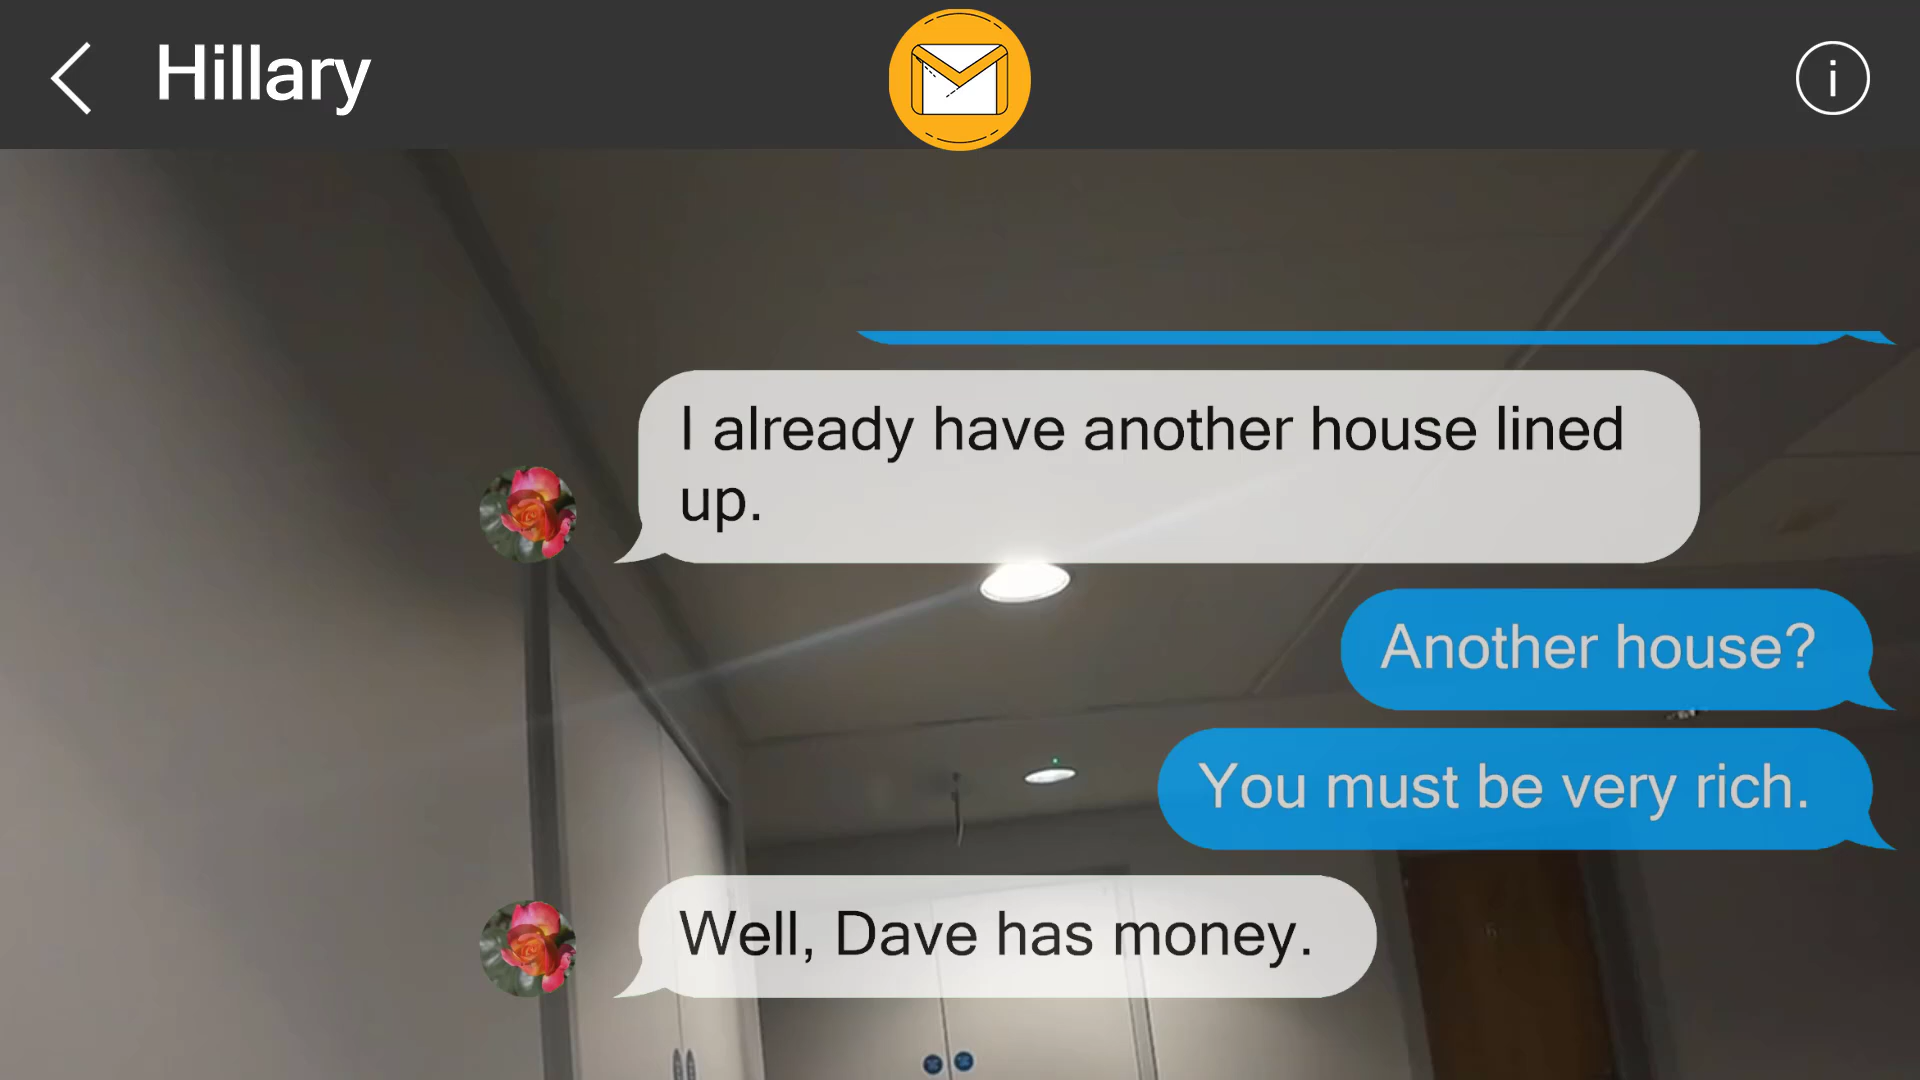 Hillary
I already have another house lined
up.
Another house?
You must be very rich.
Well, Dave has money.